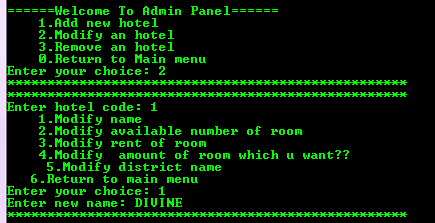 ======Welcome To Admin Panel======
1.Add new hotel
2.Modify an hotel
3.Remove an hotel
0.Return to Main menu
Enter your choice: 2
**************************************************
**************************************************
Enter hotel code: 1
1.Modify name
2.Modify available number of room
3.Modify rent of room
4.Modify  amount of room which u want??
5.Modify district name
6.Return to main menu
Enter your choice: 1
Enter new name: DIVINE
**************************************************